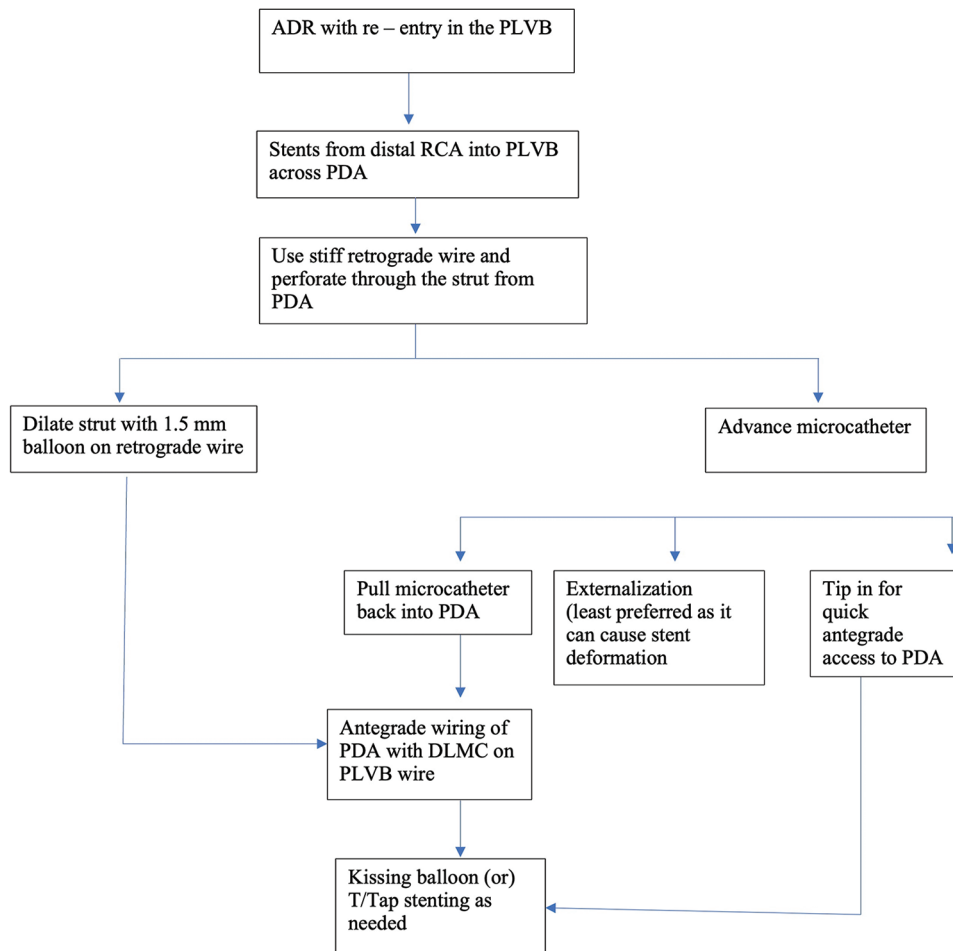 ADR with re – entry in the PLVB
Stents from distal RCA into PLVB
across PDA
Use stiff retrograde wire and
perforate through the strut from
PDA
Dilate strut with 1.5 mm
balloon on retrograde wire
Advance microcatheter
Pull microcatheter
back into PDA
Externalization
(least preferred as it
can cause stent
deformation
Tip in for
quick
antegrade
access to PDA
Antegrade wiring of
PDA with DLMC on
PLVB wire
Kissing balloon (or)
T/Tap stenting as
needed